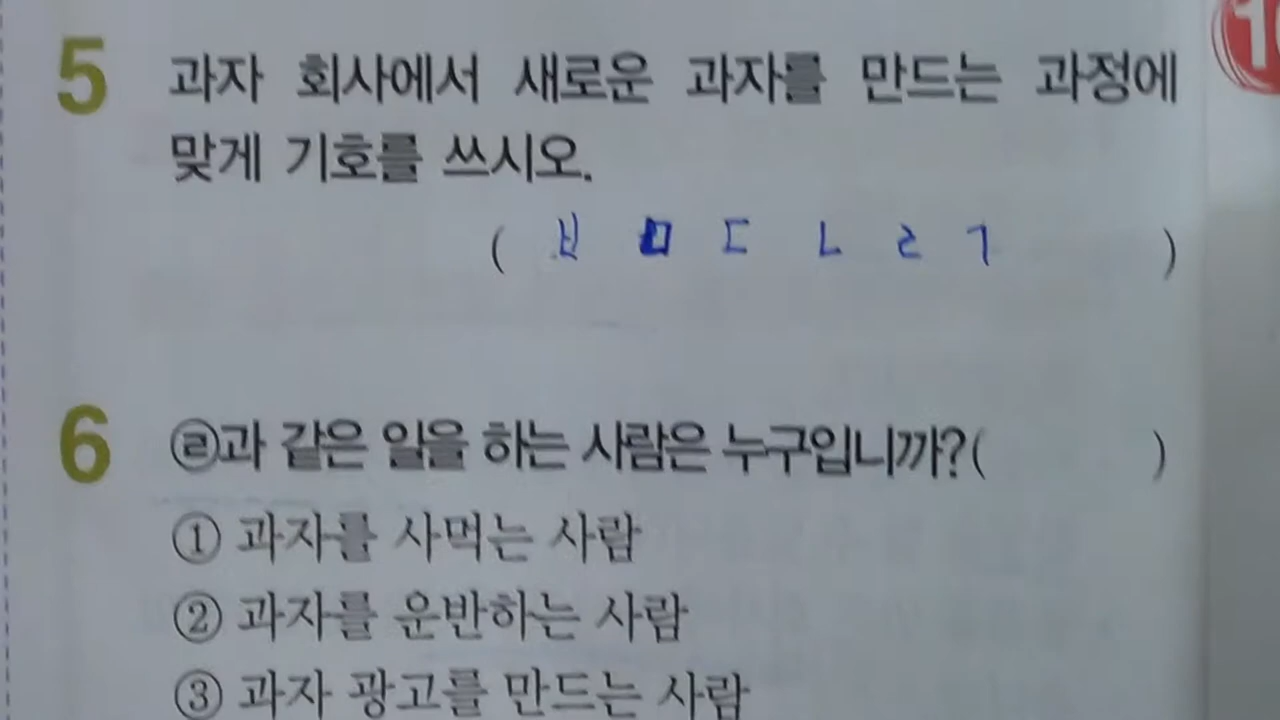 5 과자 회사에서 새로운 과자를 만드는 과정에
맞게 기호를 쓰시오.
( ㅂ ㅁ ㄷ ㄴ ㄹ ㄱ )
6 ㉣과 같은 일을 하는 사람은 누구입니까?( )
① 과자를 사먹는 사람
② 과자를 운반하는 사람
③ 과자 광고를 만드는 사람